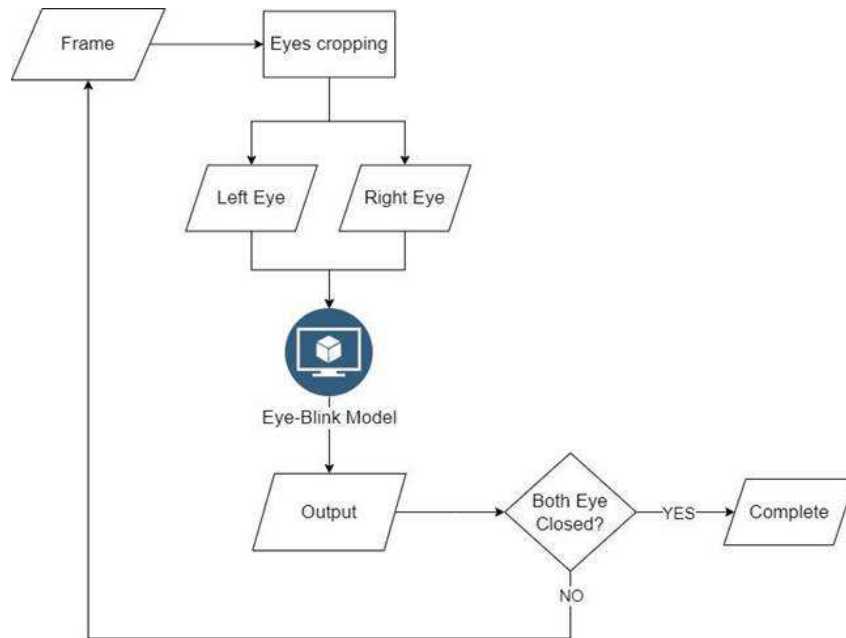 Frame
Eyes cropping
Left Eye
Right Eye
Eye-Blink Model
Output
Both Eye
Closed?
YES
Complete
NO